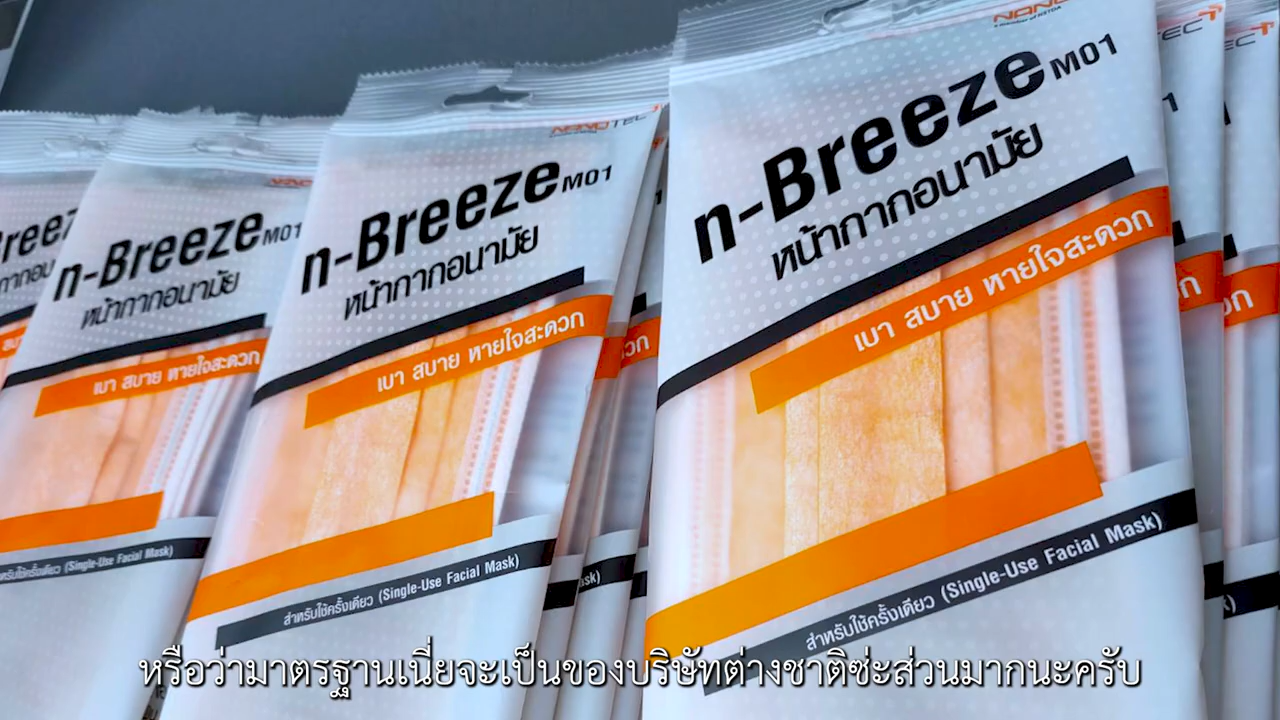 NANOTEC
n-Breeze M01
หน้ากากอนามัย
เบา สบาย หายใจสะดวก
สำหรับใช้ครั้งเดียว (Single-Use Facial Mask)
NANOTEC
n-Breeze M01
หน้ากากอนามัย
เบา สบาย หายใจสะดวก
สำหรับใช้ครั้งเดียว (Single-Use Facial Mask)
n-Breeze M01
หน้ากากอนามัย
เบา สบาย หายใจสะดวก
(Single-Use Facial Mask)
หรือว่ามาตรฐานเนี่ยจะเป็นของบริษัทต่างชาติซ่ะส่วนมากนะครับ